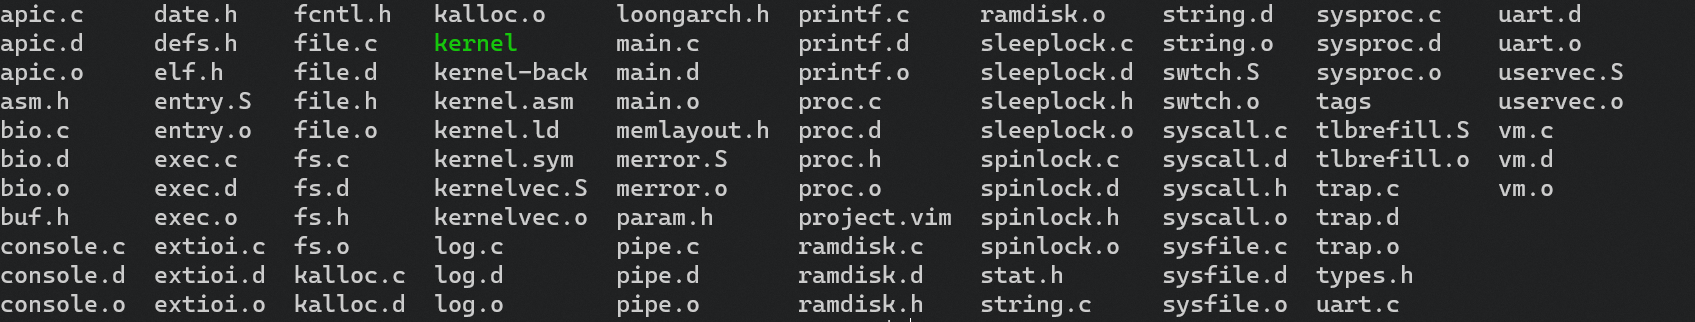 apic.c date.h fcntl.h kalloc.o loongarch.h printf.c ramdisk.o string.d sysproc.c uart.d
apic.d defs.h file.c kernel main.c printf.d sleeplock.c string.o sysproc.d uart.o
apic.o elf.h file.d kernel-back main.d printf.o sleeplock.d swtch.S sysproc.o uservec.S
asm.h entry.S file.h kernel.asm main.o proc.c sleeplock.h swtch.o tags uservec.o
bio.c entry.o file.o kernel.ld memlayout.h proc.d sleeplock.o syscall.c tlbrefill.S vm.c
bio.d exec.c fs.c kernel.sym merror.S proc.h spinlock.c syscall.d tlbrefill.o vm.d
bio.o exec.d fs.d kernelvec.S merror.o proc.o spinlock.d syscall.h trap.c vm.o
buf.h exec.o fs.h kernelvec.o param.h project.vim spinlock.h syscall.o trap.d
console.c extioi.c fs.o log.c pipe.c ramdisk.c spinlock.o sysfile.c trap.o
console.d extioi.d kalloc.c log.d pipe.d ramdisk.d stat.h sysfile.d types.h
console.o extioi.o kalloc.d log.o pipe.o ramdisk.h string.c sysfile.o uart.c